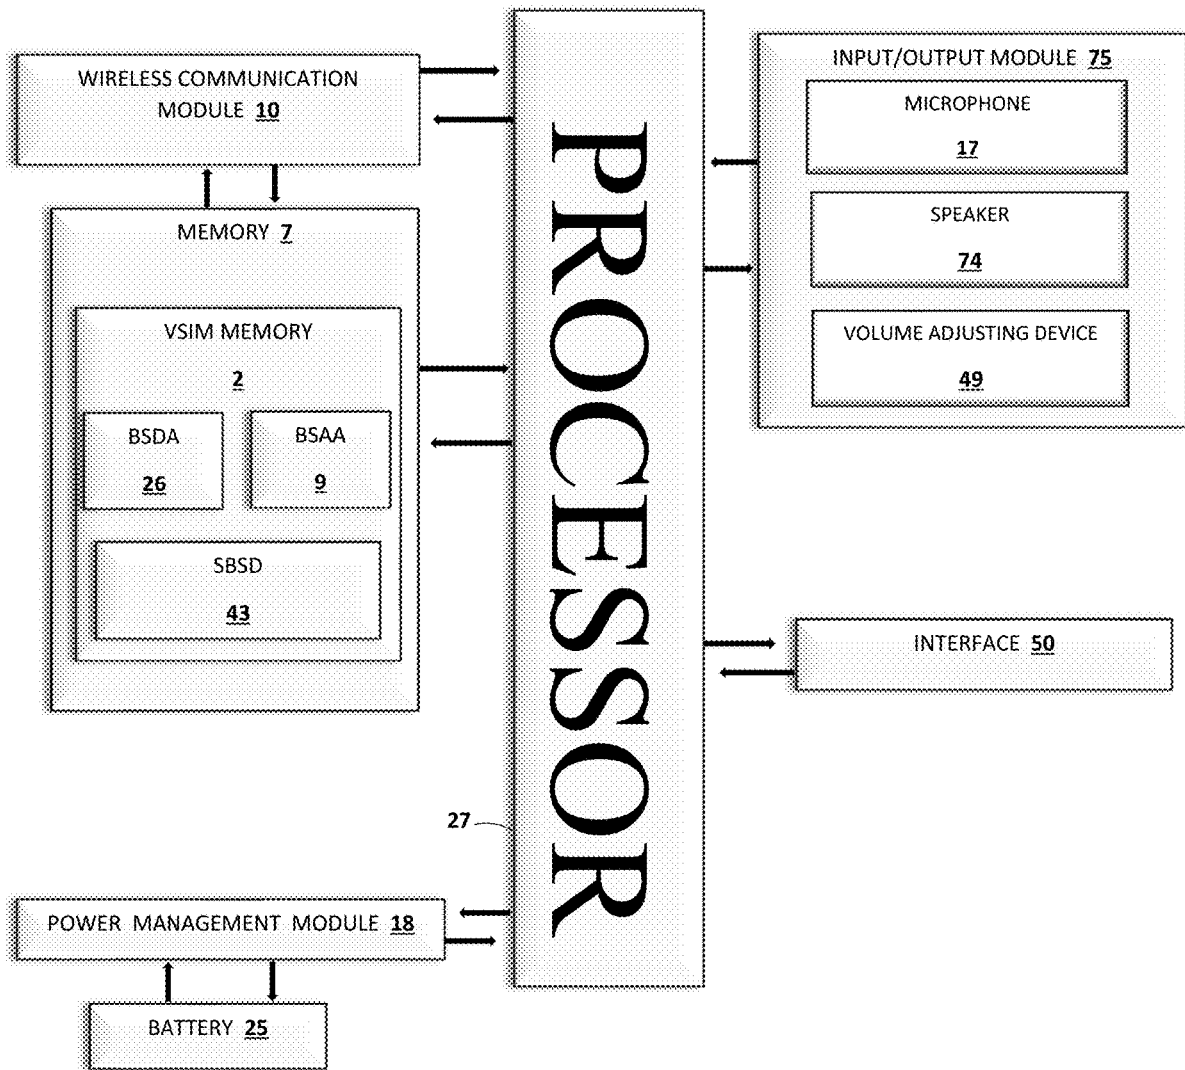 WIRELESS COMMUNICATION
MODULE 10
MEMORY 7
VSIM MEMORY
2
BSDA
26
BSAA
9
SBSD
43
PROCESSOR
27
INPUT/OUTPUT MODULE 75
MICROPHONE
17
SPEAKER
74
VOLUME ADJUSTING DEVICE
49
INTERFACE 50
POWER MANAGEMENT MODULE 18
BATTERY 25